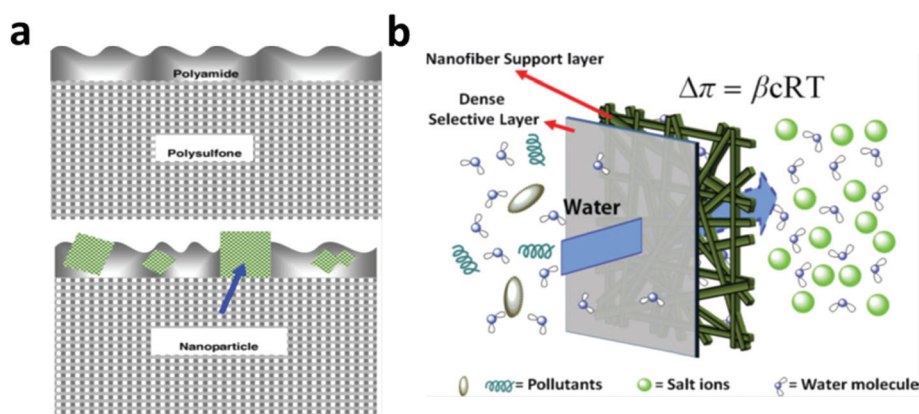 a
Polyamide
Polysulfone
Nanoparticle
b
Nanofiber Support layer
Δπ = βcRT
Dense
Selective Layer
Water
= Pollutants
= Salt ions
= Water molecule